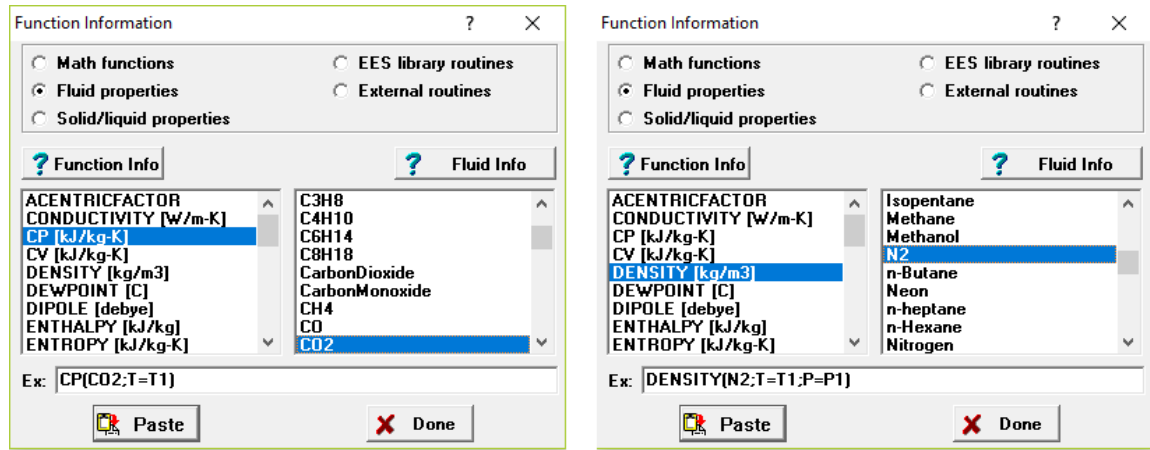 Function Information ? ×
Math functions EES library routines
Fluid properties External routines
Solid/liquid properties
? Function Info ? Fluid Info
ACENTRICFACTOR C3H8
CONDUCTIVITY [W/m-K] C4H10
CP [kJ/kg-K] C6H14
CV [kJ/kg-K] C8H18
DENSITY [kg/m3] CarbonDioxide
DEWPOINT [C] CarbonMonoxide
DIPOLE [debye] CH4
ENTHALPY [kJ/kg] CO
ENTROPY [kJ/kg-K] CO2
Ex: CP(CO2;T=T1)
Paste Done
Function Information ? ×
Math functions EES library routines
Fluid properties External routines
Solid/liquid properties
? Function Info ? Fluid Info
ACENTRICFACTOR Isopentane
CONDUCTIVITY [W/m-K] Methane
CP [kJ/kg-K] Methanol
CV [kJ/kg-K] N2
DENSITY [kg/m3] n-Butane
DEWPOINT [C] Neon
DIPOLE [debye] n-heptane
ENTHALPY [kJ/kg] n-Hexane
ENTROPY [kJ/kg-K] Nitrogen
Ex: DENSITY(N2;T=T1;P=P1)
Paste Done